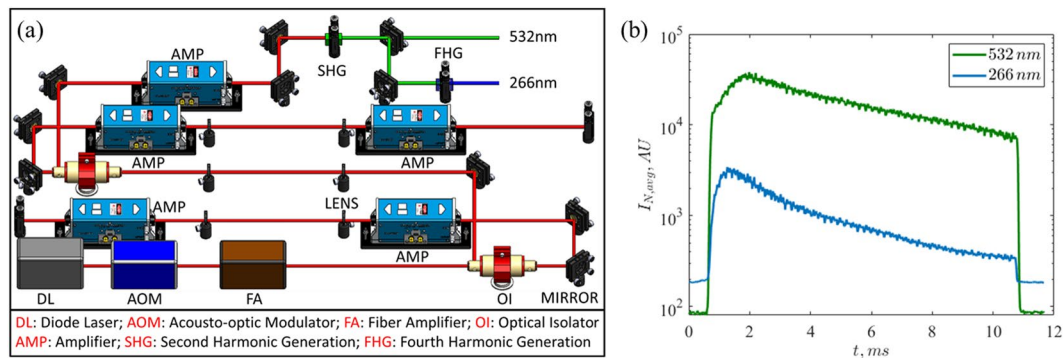 (a)
AMP
SHG
532nm
FHG
266nm
AMP
AMP
LENS
AMP
AMP
DL
AOM
FA
OI
MIRROR
DL: Diode Laser; AOM: Acousto-optic Modulator; FA: Fiber Amplifier; OI: Optical Isolator
AMP: Amplifier; SHG: Second Harmonic Generation; FHG: Fourth Harmonic Generation
(b)
I_{N,avg}, AU
10^5
10^4
10^3
10^2
532 nm
266 nm
0 2 4 6 8 10 12
t, ms